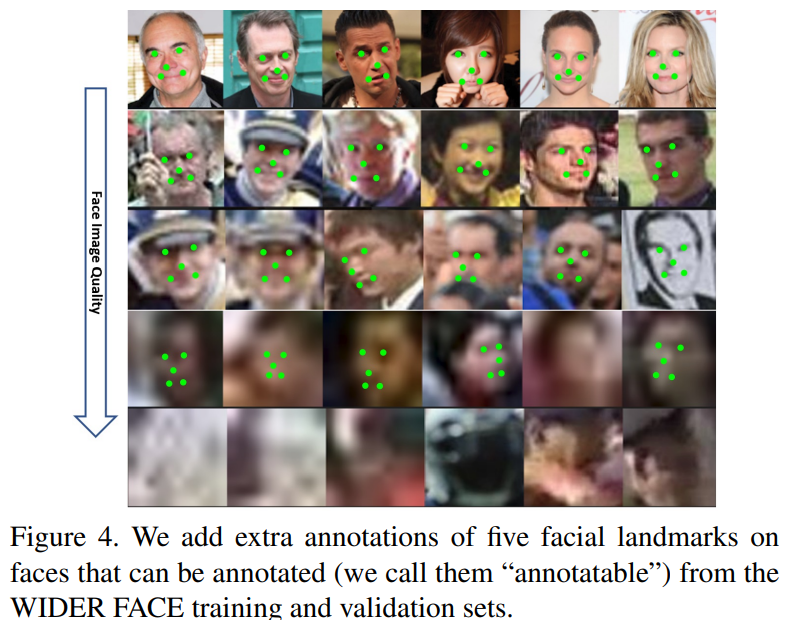 Face Image Quality
Figure 4. We add extra annotations of five facial landmarks on
faces that can be annotated (we call them “annotatable”) from the
WIDER FACE training and validation sets.